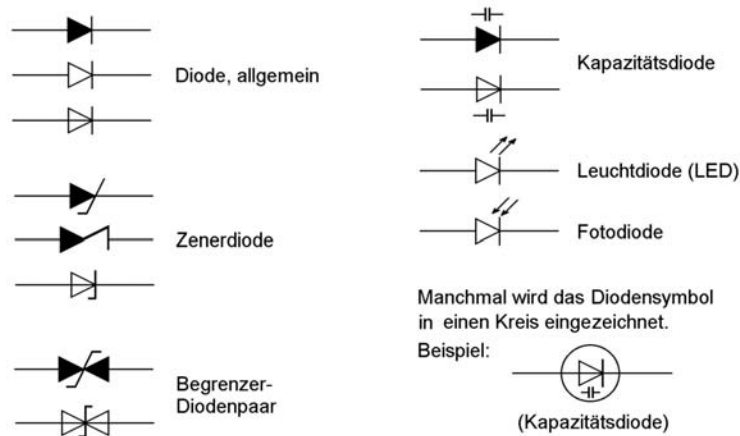 Diode, allgemein
Zenerdiode
Begrenzer-
Diodenpaar
Kapazitätsdiode
Leuchtdiode (LED)
Fotodiode
Manchmal wird das Diodensymbol
in einen Kreis eingezeichnet.
Beispiel:
(Kapazitätsdiode)